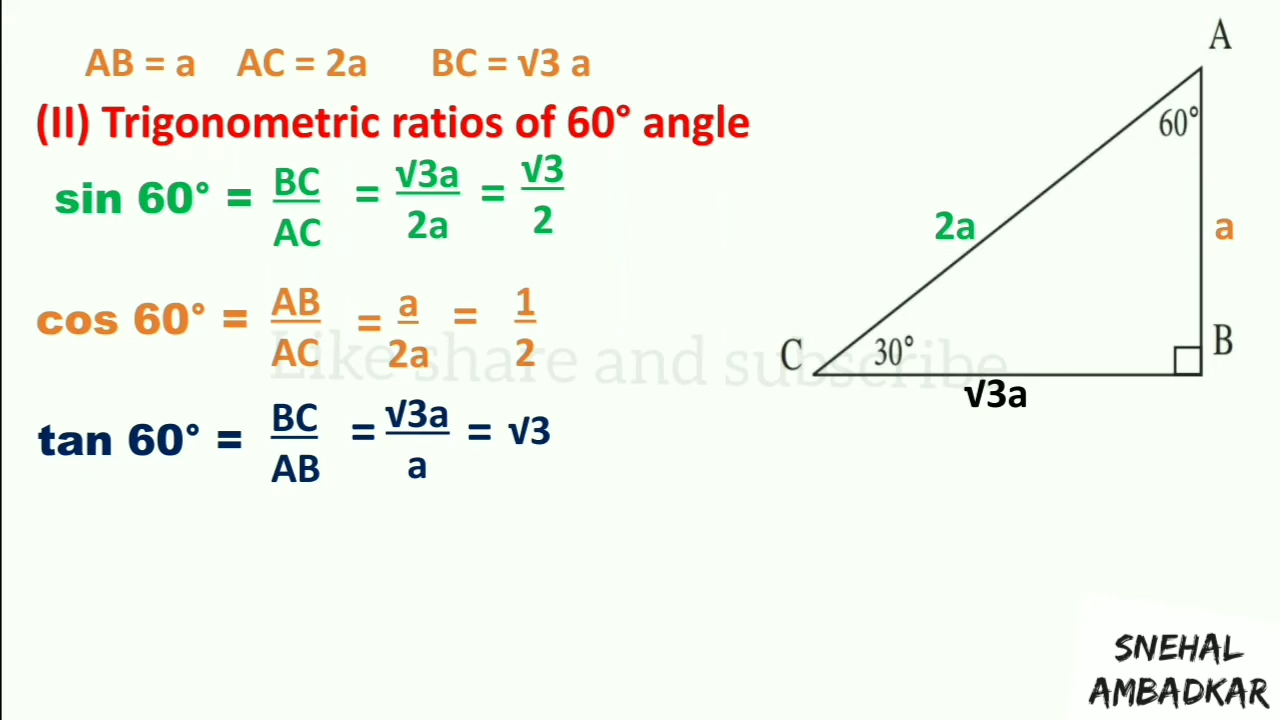 AB = a AC = 2a BC = √3 a
(II) Trigonometric ratios of 60° angle
sin 60° = BC/AC = √3a/2a = √3/2
cos 60° = AB/AC = a/2a = 1/2
tan 60° = BC/AB = √3a/a = √3
Like share and subscribe
A
60°
2a
a
C
30°
B
√3a
SNEHAL
AMBADKAR